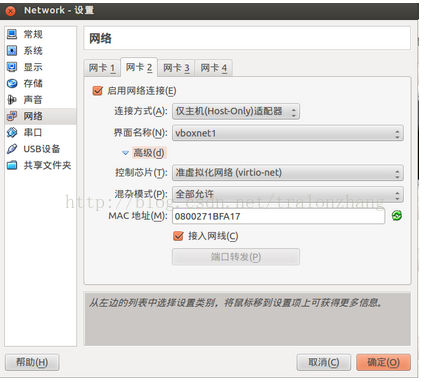 Network - 设置
常规
系统
显示
存储
声音
网络
串口
USB设备
共享文件夹
网络
网卡 1 网卡 2 网卡 3 网卡 4
启用网络连接(E)
连接方式(A): 仅主机(Host-Only)适配器
界面名称(N): vboxnet1
高级(d)
控制芯片(T): 准虚拟化网络 (virtio-net)
混杂模式(P): 全部允许
http://blog.csdn.net/tralonzhang
MAC 地址(M): 0800271BFA17
接入网线(C)
端口转发(P)
从左边的列表中选择设置类别，将鼠标移到设置项上可获得更多信息。
帮助(H) 取消(C) 确定(O)